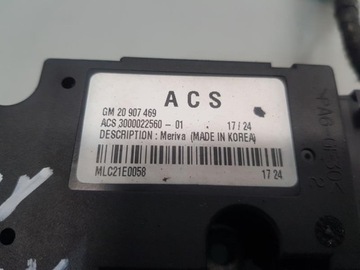 ACS
GM 20 907 469
ACS 3000022560 - 01 17 / 24
DESCRIPTION : Meriva (MADE IN KOREA)
MLC21E0058 17 24